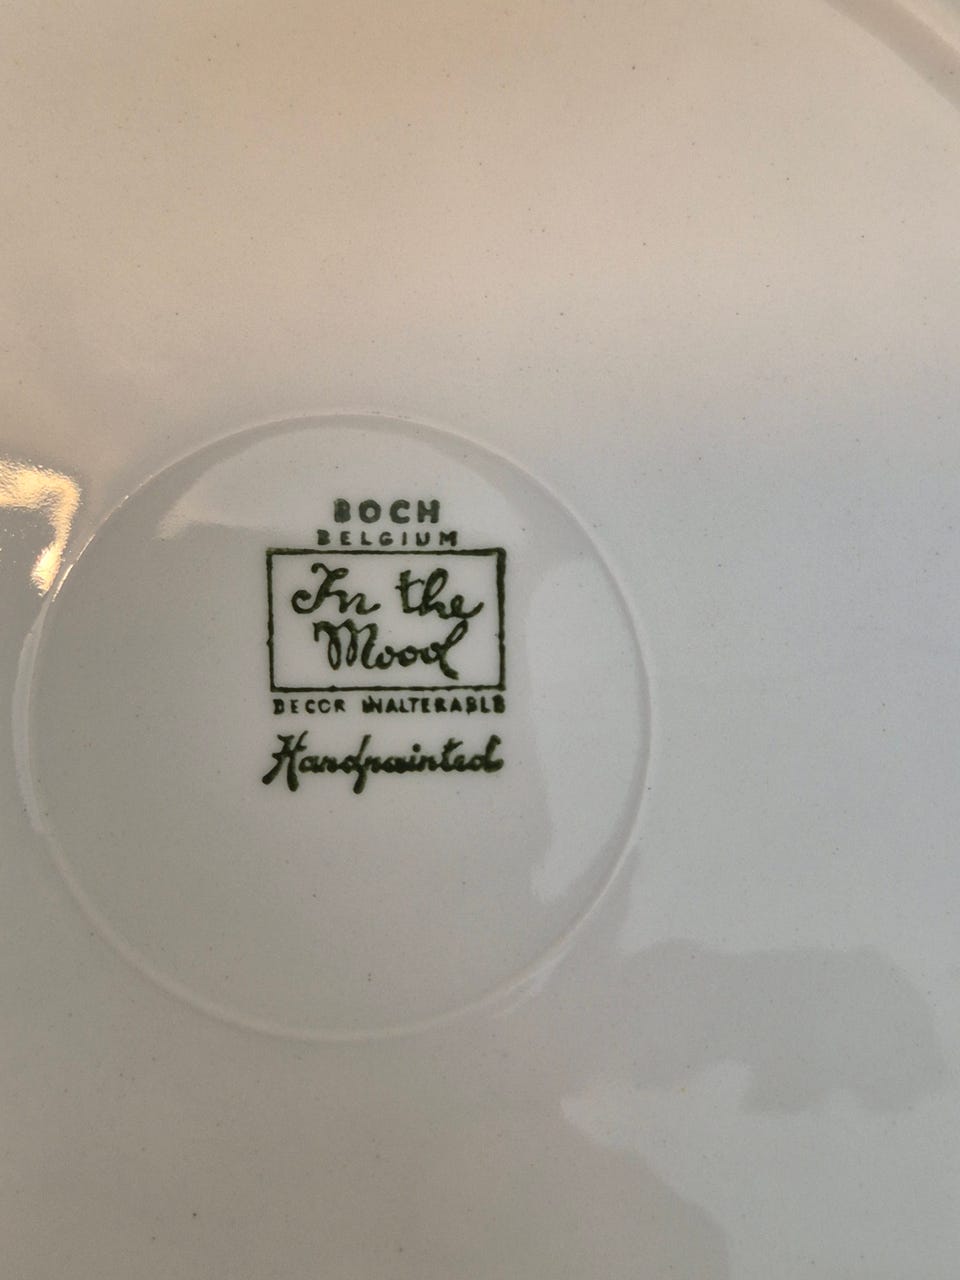 BOCH
BELGIUM
In the
Mood
DECOR INALTERABLE
Handpainted